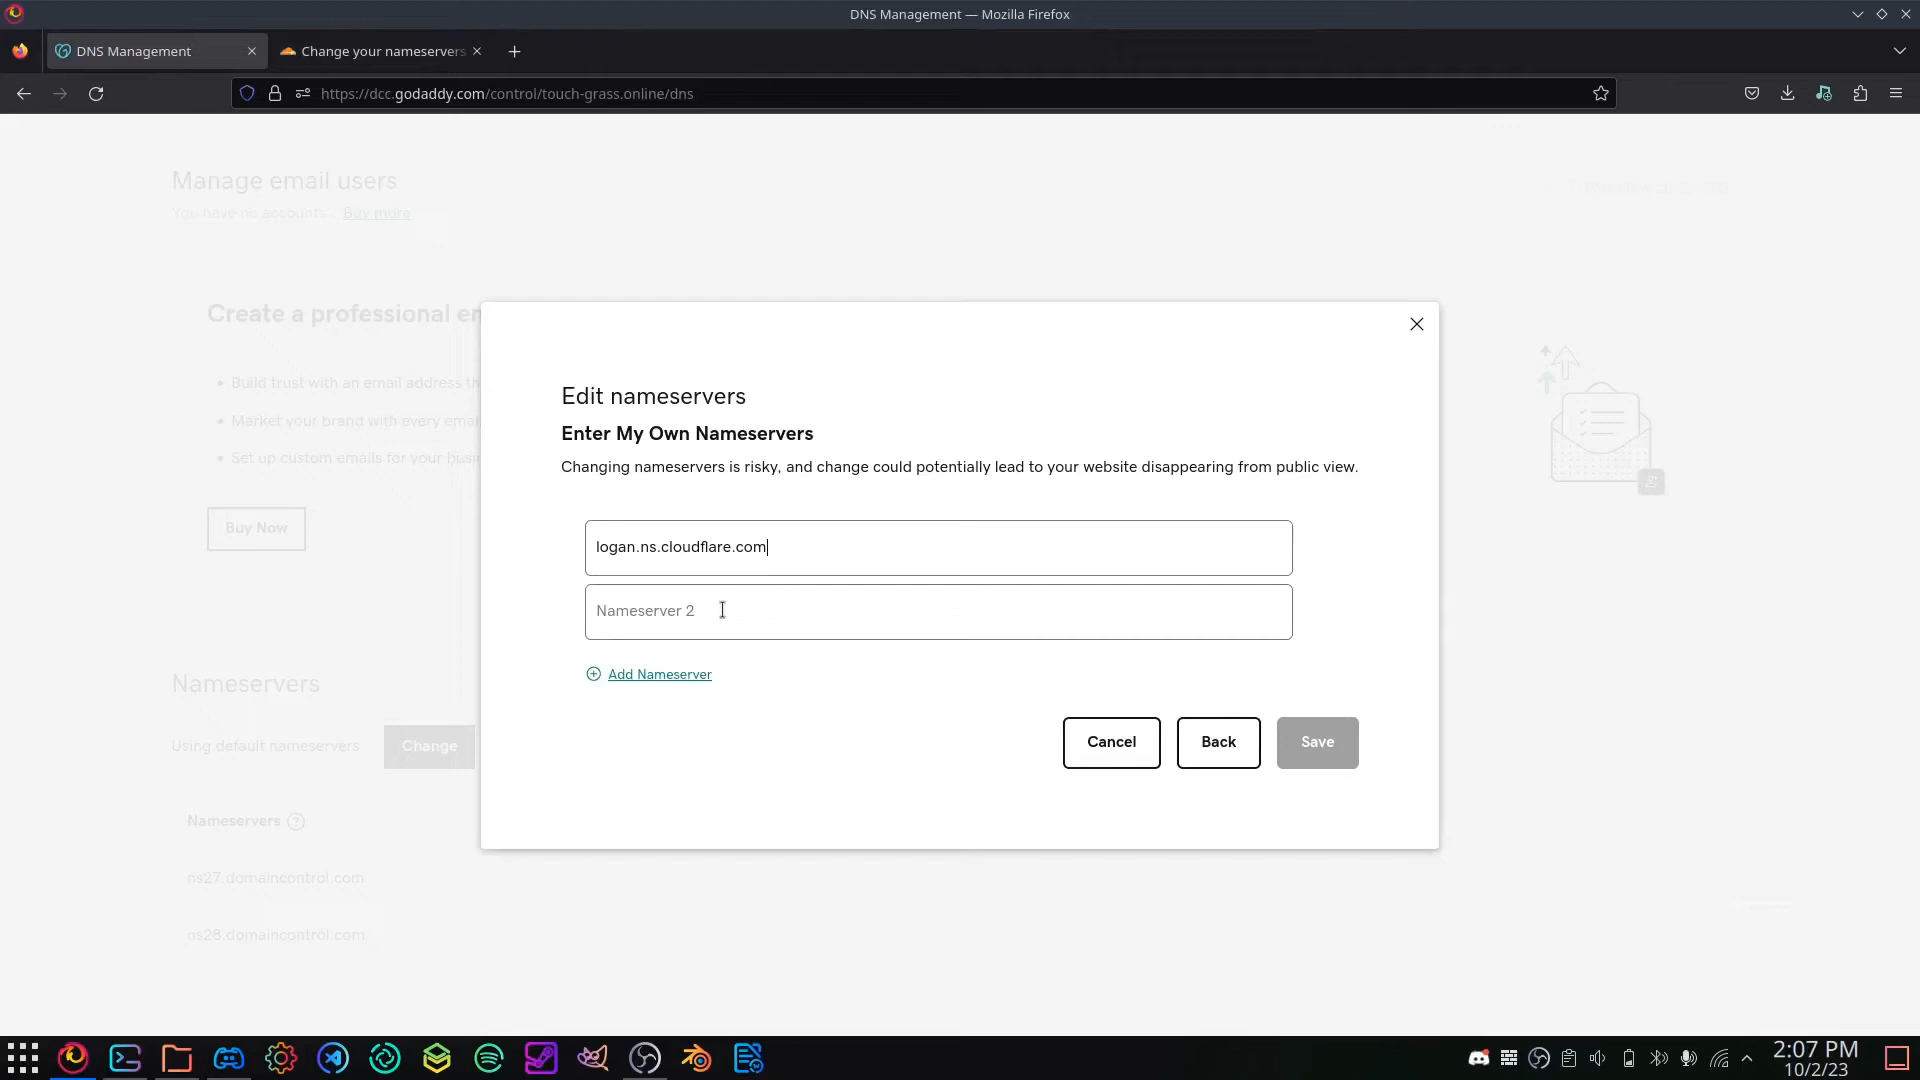 DNS Management — Mozilla Firefox
DNS Management
Change your nameservers
https://dcc.godaddy.com/control/touch-grass.online/dns
Manage email users
You have no accounts. Buy more
Create a professional em
Build trust with an email address th
Market your brand with every emai
Set up custom emails for your busi
Buy Now
Edit nameservers
Enter My Own Nameservers
Changing nameservers is risky, and change could potentially lead to your website disappearing from public view.
logan.ns.cloudflare.com
Nameserver 2
Add Nameserver
Cancel
Back
Save
Nameservers
Using default nameservers
Change
Nameservers
ns27.domaincontrol.com
ns28.domaincontrol.com
2:07 PM
10/2/23